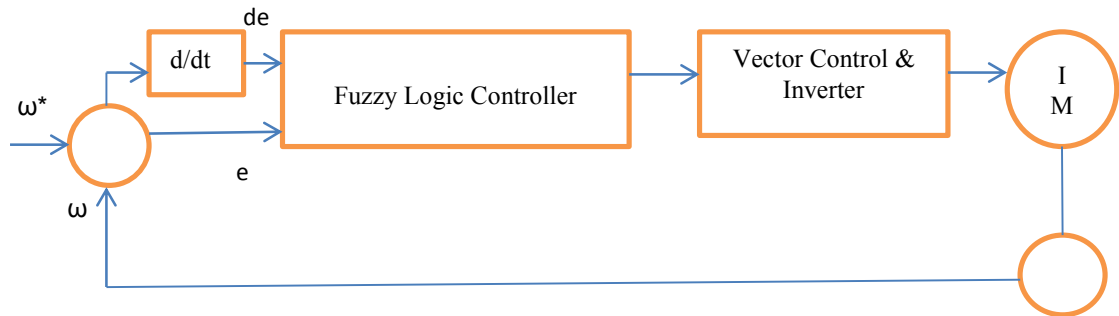 de
d/dt
Vector Control &
Inverter
I
M
Fuzzy Logic Controller
ω*
e
ω